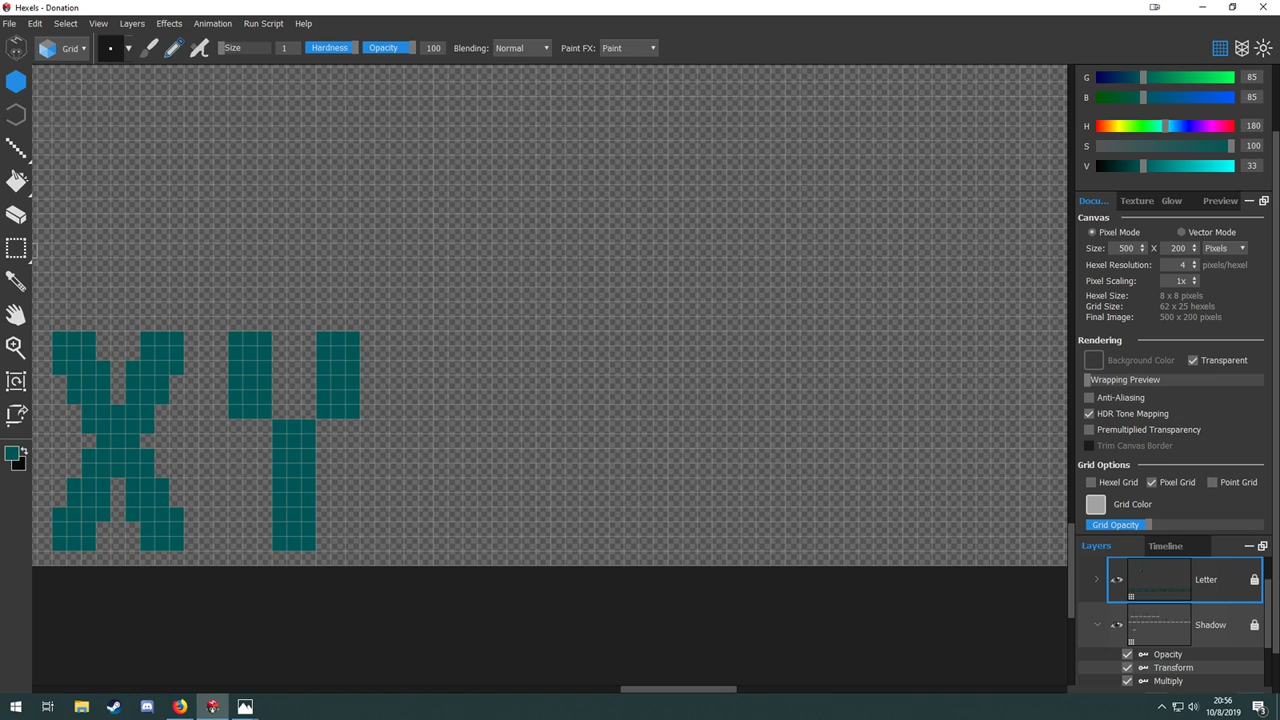 Hexels - Donation
File Edit Select View Layers Effects Animation Run Script Help
Grid Size 1 Hardness Opacity 100 Blending: Normal Paint FX: Paint
G 85
B 85
H 180
S 100
V 33
Docu... Texture Glow Preview
Canvas
Pixel Mode Vector Mode
Size: 500 X 200 Pixels
Hexel Resolution: 4 pixels/hexel
Pixel Scaling: 1x
Hexel Size: 8 x 8 pixels
Grid Size: 62 x 25 hexels
Final Image: 500 x 200 pixels
Rendering
Background Color Transparent
Wrapping Preview
Anti-Aliasing
HDR Tone Mapping
Premultiplied Transparency
Trim Canvas Border
Grid Options
Hexel Grid Pixel Grid Point Grid
Grid Color
Grid Opacity
X Y
Layers Timeline
Letter
Shadow
Opacity
Transform
Multiply
20:56
10/8/2019
3